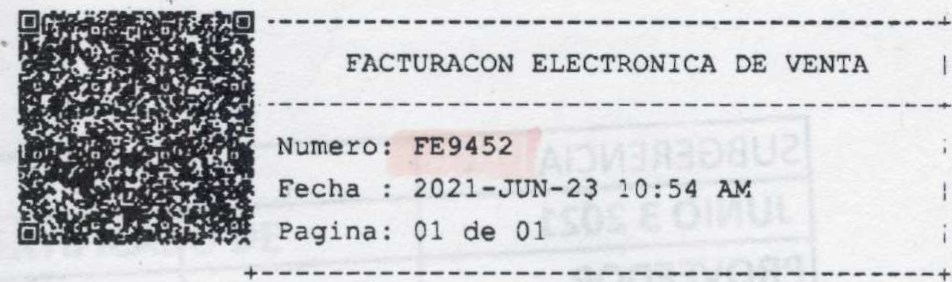 FACTURACON ELECTRONICA DE VENTA
Numero: FE9452
Fecha : 2021-JUN-23 10:54 AM
Pagina: 01 de 01
SUBGERENCIA
JUNIO 3 2021
PROVEEDOR